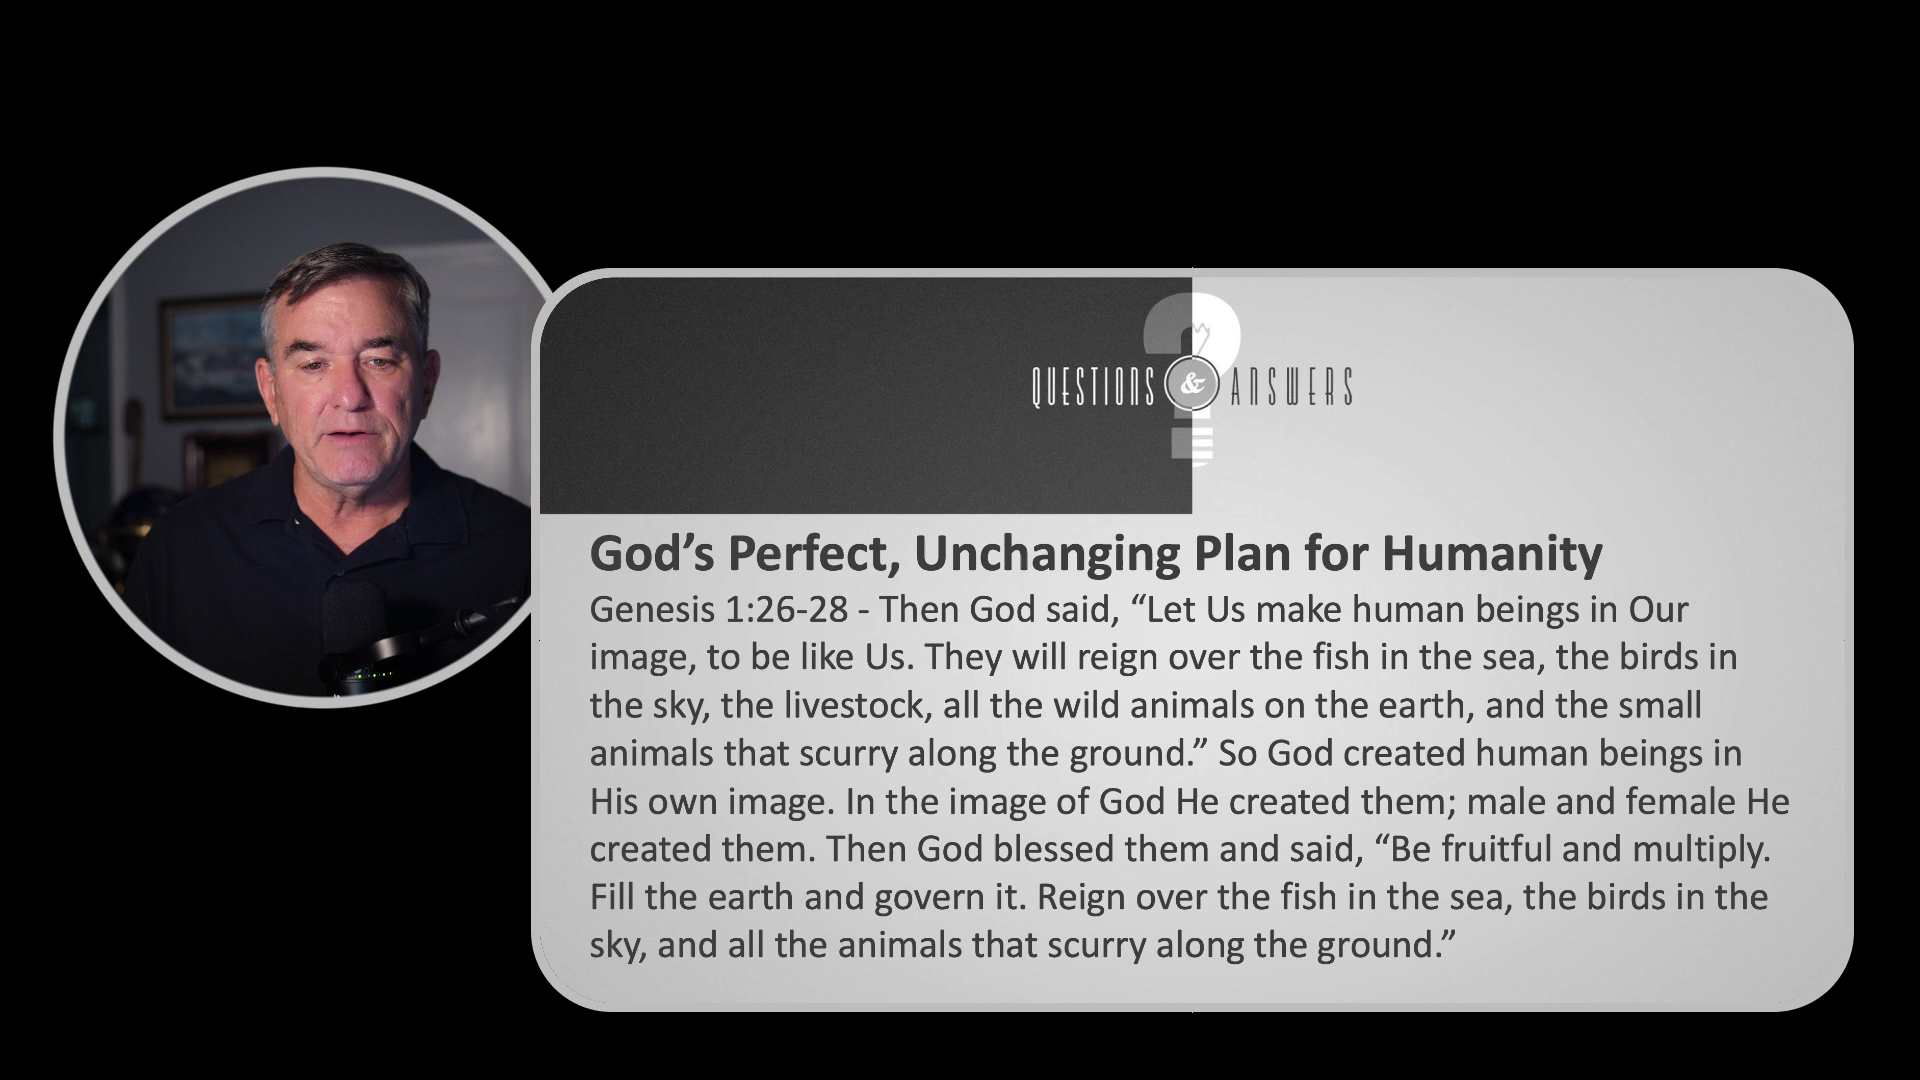 QUESTIONS & ANSWERS
God’s Perfect, Unchanging Plan for Humanity
Genesis 1:26-28 - Then God said, “Let Us make human beings in Our
image, to be like Us. They will reign over the fish in the sea, the birds in
the sky, the livestock, all the wild animals on the earth, and the small
animals that scurry along the ground.” So God created human beings in
His own image. In the image of God He created them; male and female He
created them. Then God blessed them and said, “Be fruitful and multiply.
Fill the earth and govern it. Reign over the fish in the sea, the birds in the
sky, and all the animals that scurry along the ground.”